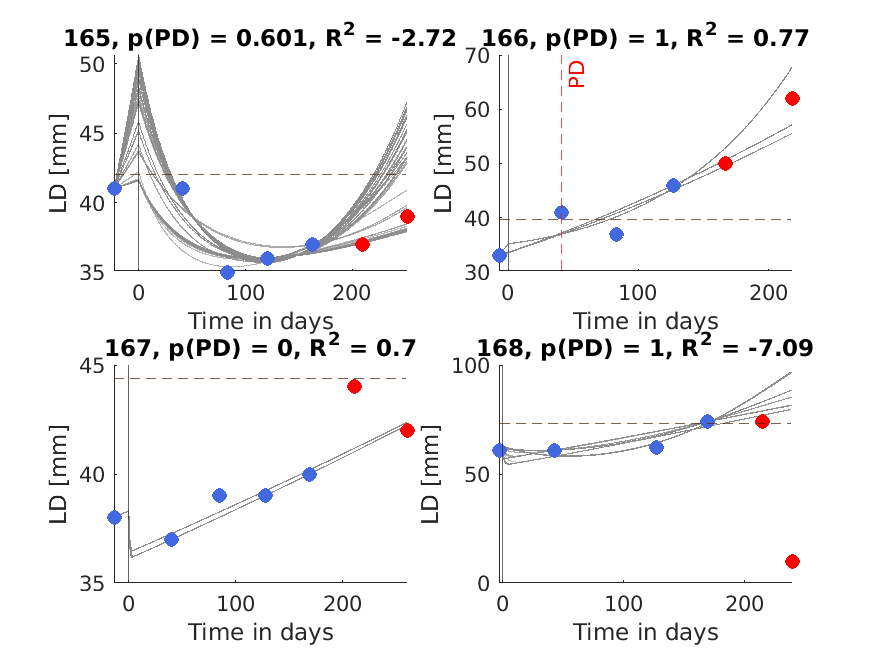 165, p(PD) = 0.601, R² = -2.72
50
45
40
35
LD [mm]
0
100
200
Time in days
166, p(PD) = 1, R² = 0.77
PD
70
60
50
40
30
LD [mm]
0
100
200
Time in days
167, p(PD) = 0, R² = 0.7
45
40
35
LD [mm]
0
100
200
Time in days
168, p(PD) = 1, R² = -7.09
100
50
0
LD [mm]
0
100
200
Time in days